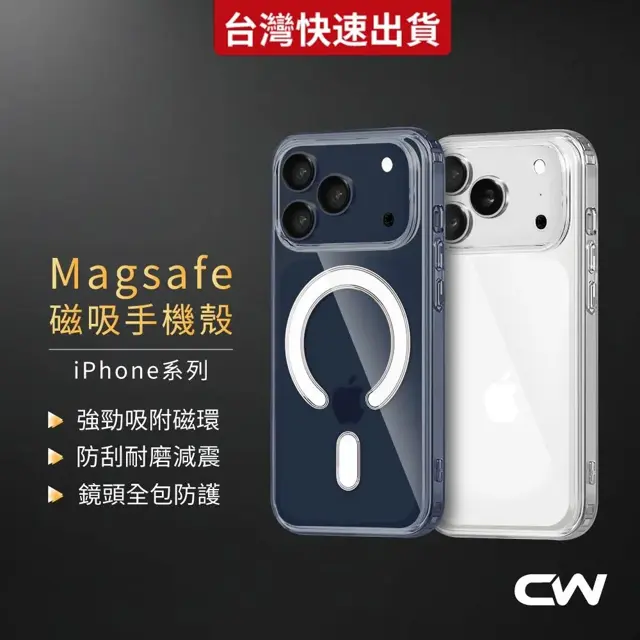 台灣快速出貨
Magsafe
磁吸手機殼
iPhone系列
強勁吸附磁環
防刮耐磨減震
鏡頭全包防護
CW